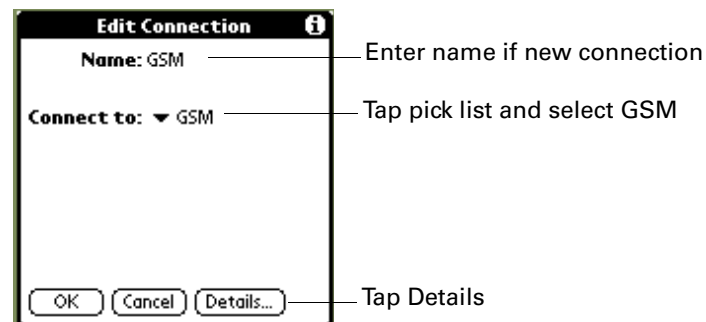 Edit Connection i
Name: GSM Enter name if new connection
Connect to: GSM Tap pick list and select GSM
OK Cancel Details... Tap Details